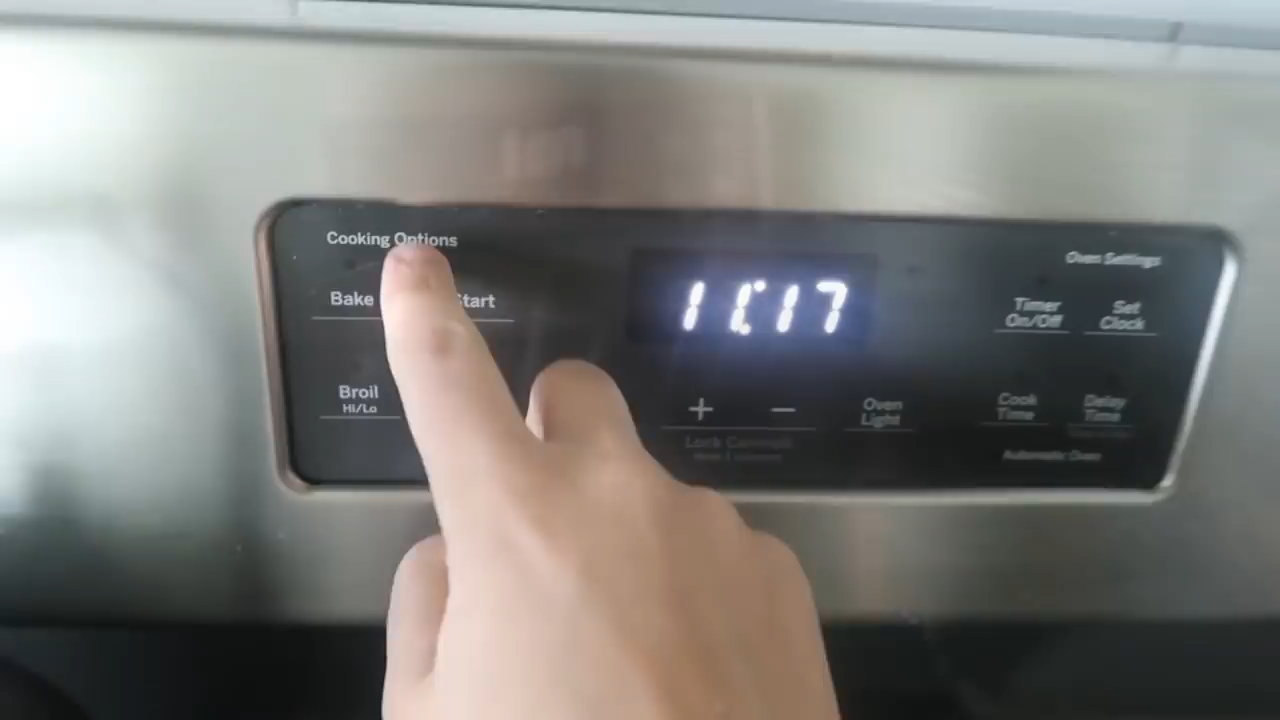 Cooking Options
Oven Settings
Bake
Start
11:17
Timer
On/Off
Set
Clock
Broil
Hi/Lo
+
−
Oven
Light
Cook
Time
Delay
Time
Lock Controls
Automatic Oven